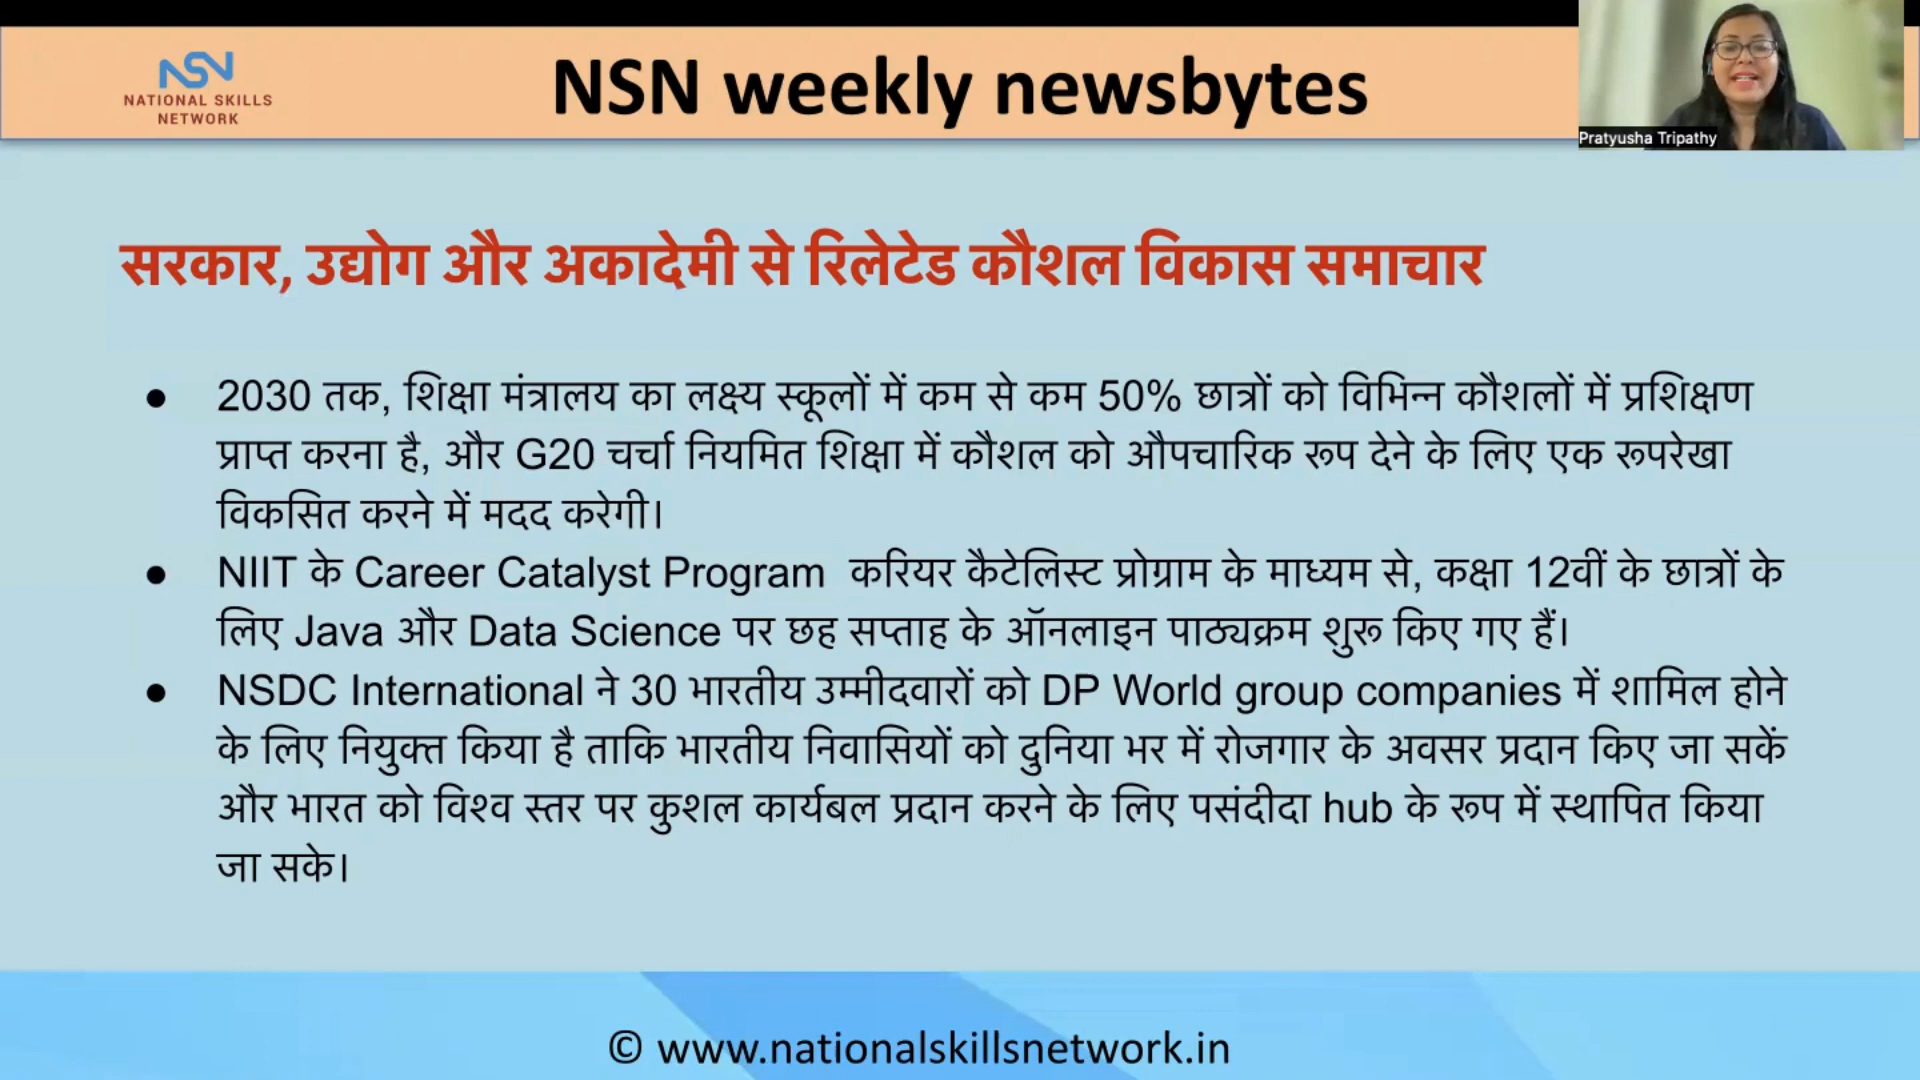 NSN
NATIONAL SKILLS
NETWORK
NSN weekly newsbytes
Pratyusha Tripathy
सरकार, उद्योग और अकादेमी से रिलेटेड कौशल विकास समाचार
● 2030 तक, शिक्षा मंत्रालय का लक्ष्य स्कूलों में कम से कम 50% छात्रों को विभिन्न कौशलों में प्रशिक्षण
प्राप्त करना है, और G20 चर्चा नियमित शिक्षा में कौशल को औपचारिक रूप देने के लिए एक रूपरेखा
विकसित करने में मदद करेगी।
● NIIT के Career Catalyst Program करियर कैटेलिस्ट प्रोग्राम के माध्यम से, कक्षा 12वीं के छात्रों के
लिए Java और Data Science पर छह सप्ताह के ऑनलाइन पाठ्यक्रम शुरू किए गए हैं।
● NSDC International ने 30 भारतीय उम्मीदवारों को DP World group companies में शामिल होने
के लिए नियुक्त किया है ताकि भारतीय निवासियों को दुनिया भर में रोजगार के अवसर प्रदान किए जा सकें
और भारत को विश्व स्तर पर कुशल कार्यबल प्रदान करने के लिए पसंदीदा hub के रूप में स्थापित किया
जा सके।
© www.nationalskillsnetwork.in